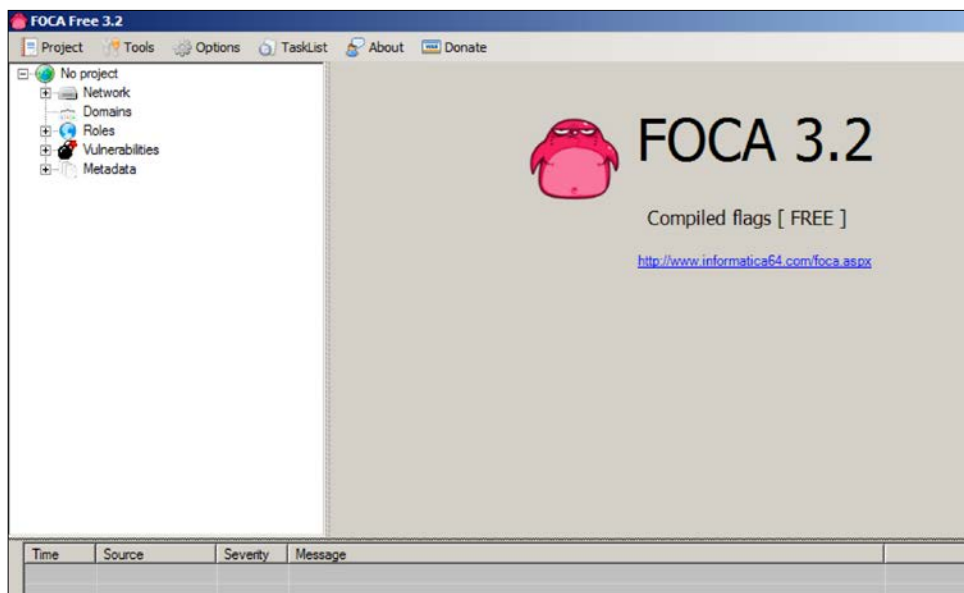 FOCA Free 3.2
Project Tools Options TaskList About Donate
No project
Network
Domains
Roles
Vulnerabilities
Metadata
FOCA 3.2
Compiled flags [ FREE ]
http://www.informatica64.com/foca.aspx
Time Source Severity Message